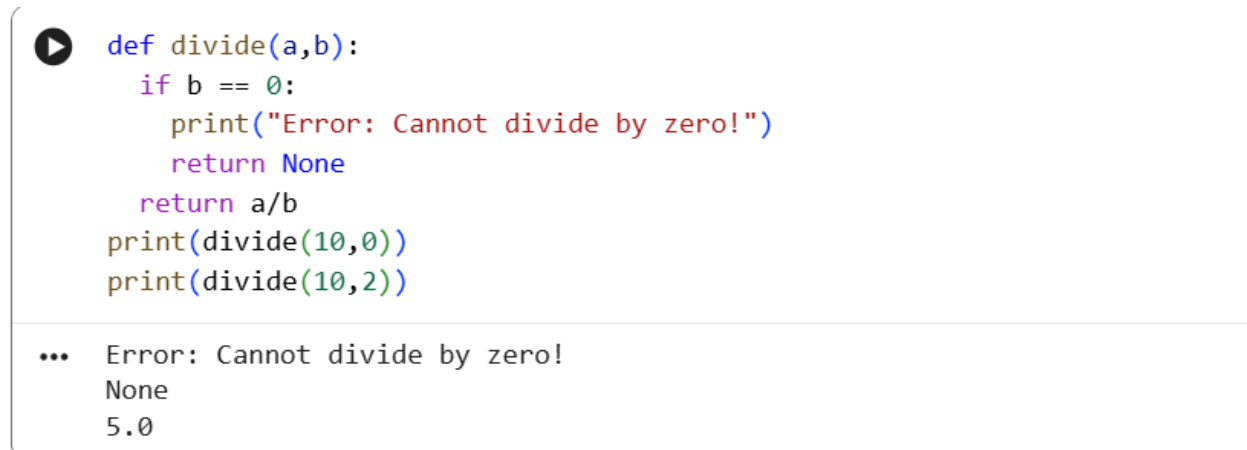 def divide(a,b):
  if b == 0:
    print("Error: Cannot divide by zero!")
    return None
  return a/b
print(divide(10,0))
print(divide(10,2))
Error: Cannot divide by zero!
None
5.0